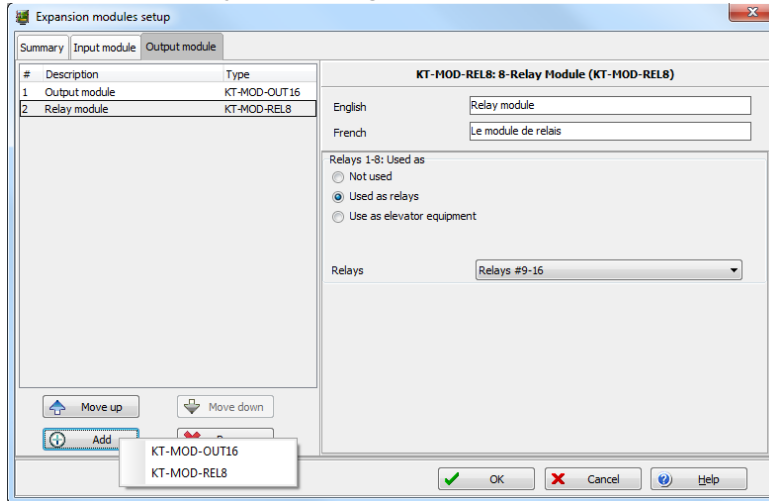 Expansion modules setup
Summary Input module Output module
# Description Type
1 Output module KT-MOD-OUT16
2 Relay module KT-MOD-REL8
KT-MOD-REL8: 8-Relay Module (KT-MOD-REL8)
English Relay module
French Le module de relais
Relays 1-8: Used as
Not used
Used as relays
Use as elevator equipment
Relays Relays #9-16
Move up Move down
Add
KT-MOD-OUT16
KT-MOD-REL8
OK Cancel Help